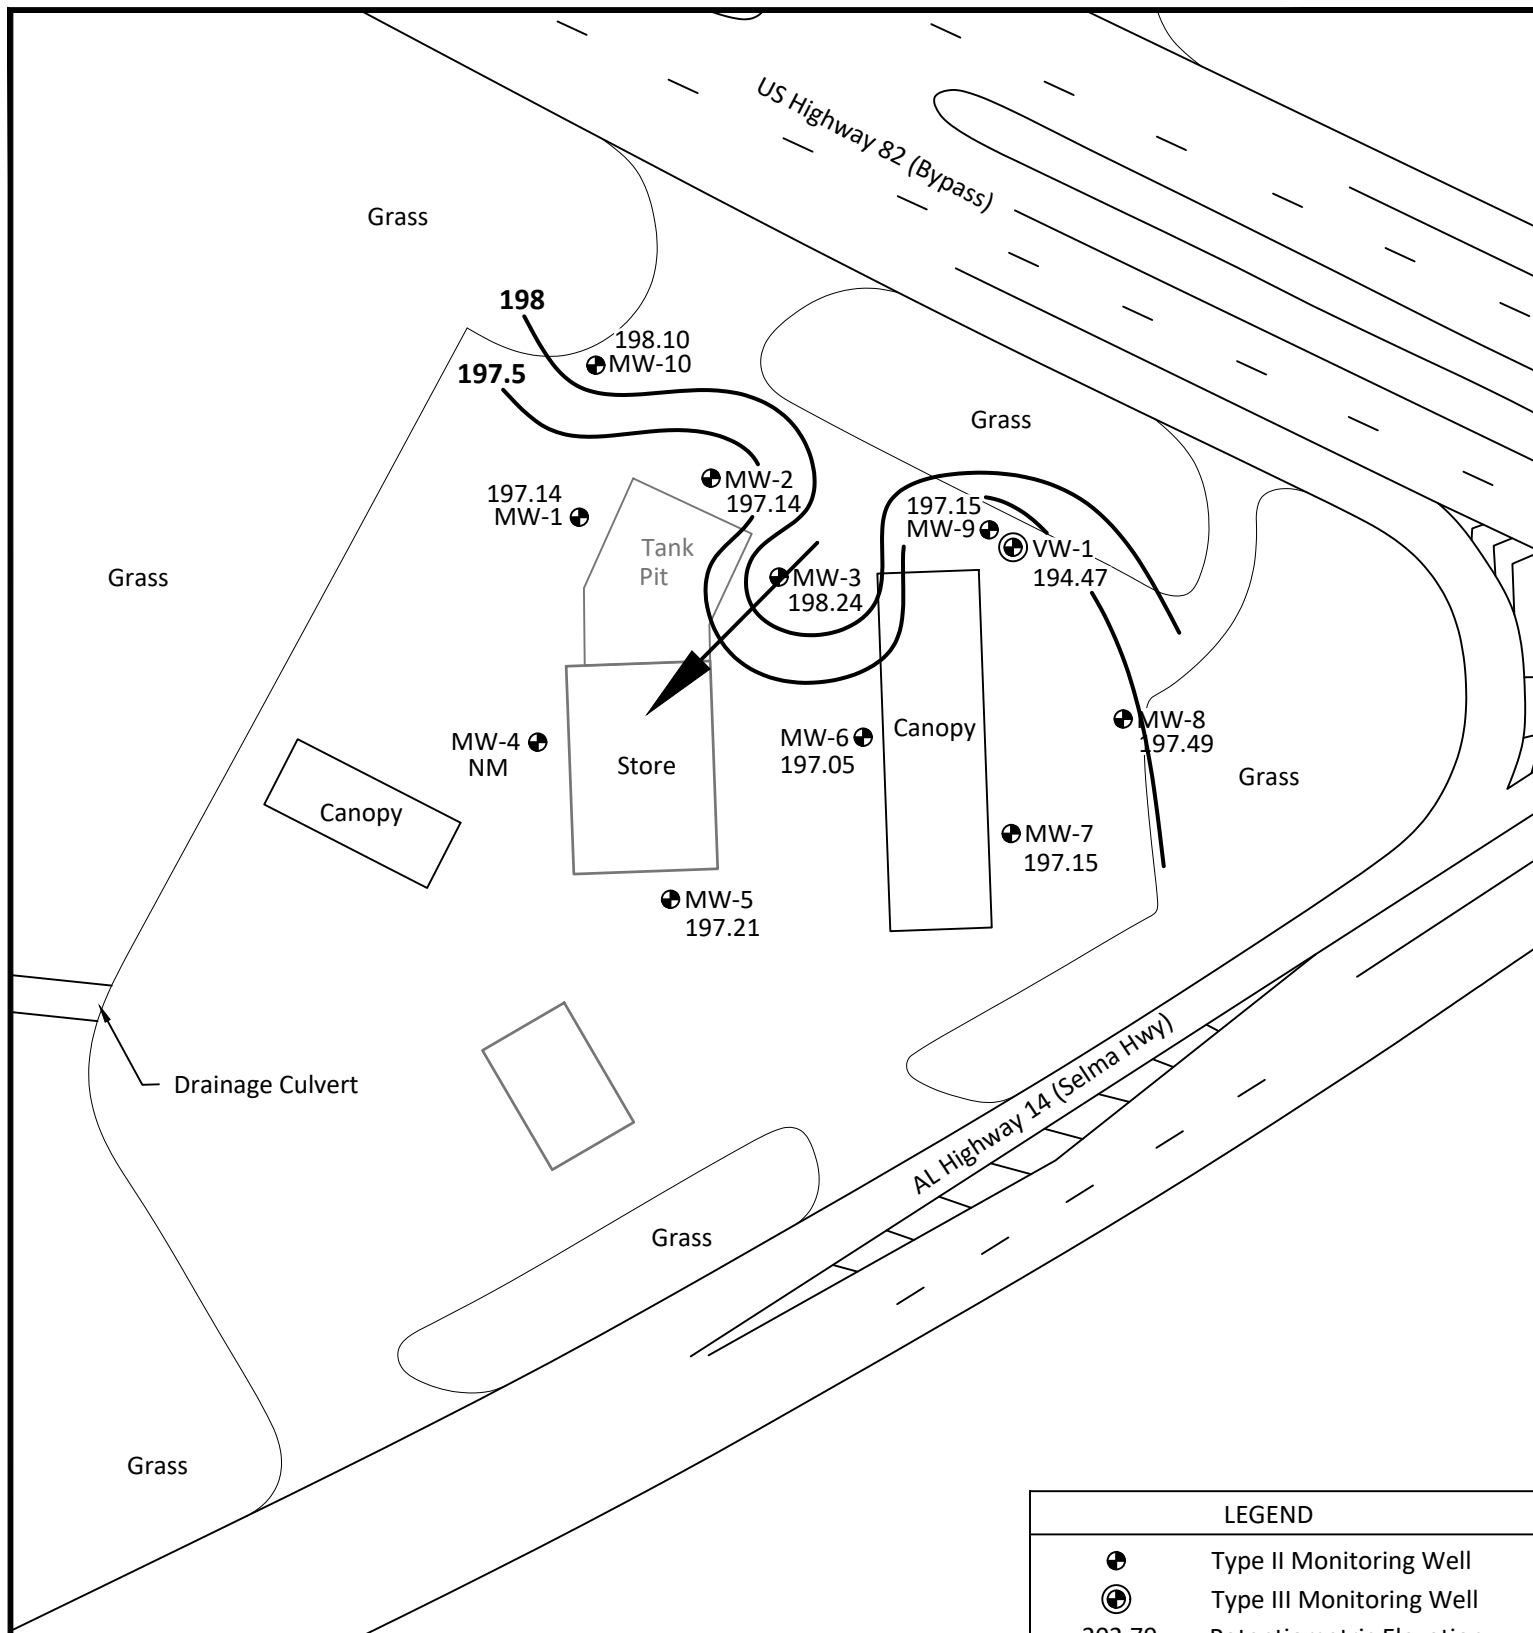 US Highway 82 (Bypass)
Grass
198
198.10
MW-10
197.5
Grass
MW-2
197.14
197.14
MW-1
197.15
MW-9
VW-1
194.47
Tank
Pit
Grass
MW-3
198.24
MW-8
197.49
MW-4
NM
MW-6
197.05
Canopy
Store
Grass
Canopy
MW-7
197.15
MW-5
197.21
Drainage Culvert
AL Highway 14 (Selma Hwy)
Grass
Grass
LEGEND
Type II Monitoring Well
Type III Monitoring Well
202.70 Potentiometric Elevation